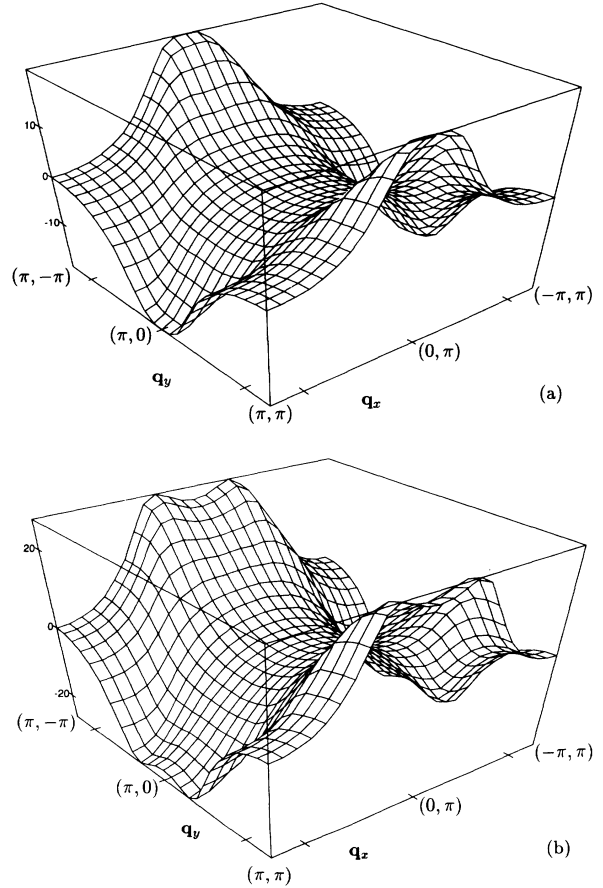 10
0
-10
(π, −π)
(π, 0)
q_y
(π, π)
q_x
(0, π)
(−π, π)
(a)
20
0
-20
(π, −π)
(π, 0)
q_y
(π, π)
q_x
(0, π)
(−π, π)
(b)